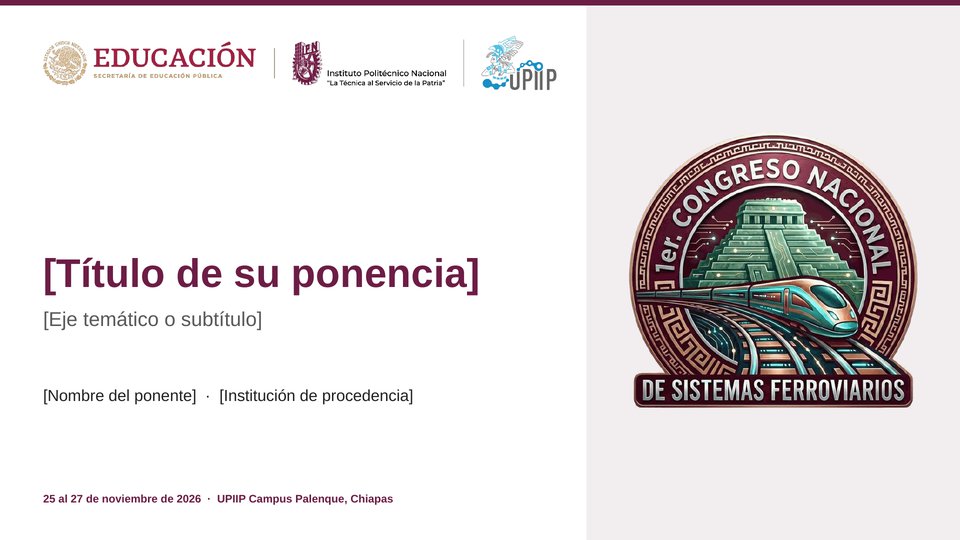 EDUCACIÓN
SECRETARÍA DE EDUCACIÓN PÚBLICA
IPN
Instituto Politécnico Nacional
"La Técnica al Servicio de la Patria"
UPIIP
1er. CONGRESO NACIONAL
DE SISTEMAS FERROVIARIOS
[Título de su ponencia]
[Eje temático o subtítulo]
[Nombre del ponente] · [Institución de procedencia]
25 al 27 de noviembre de 2026 · UPIIP Campus Palenque, Chiapas